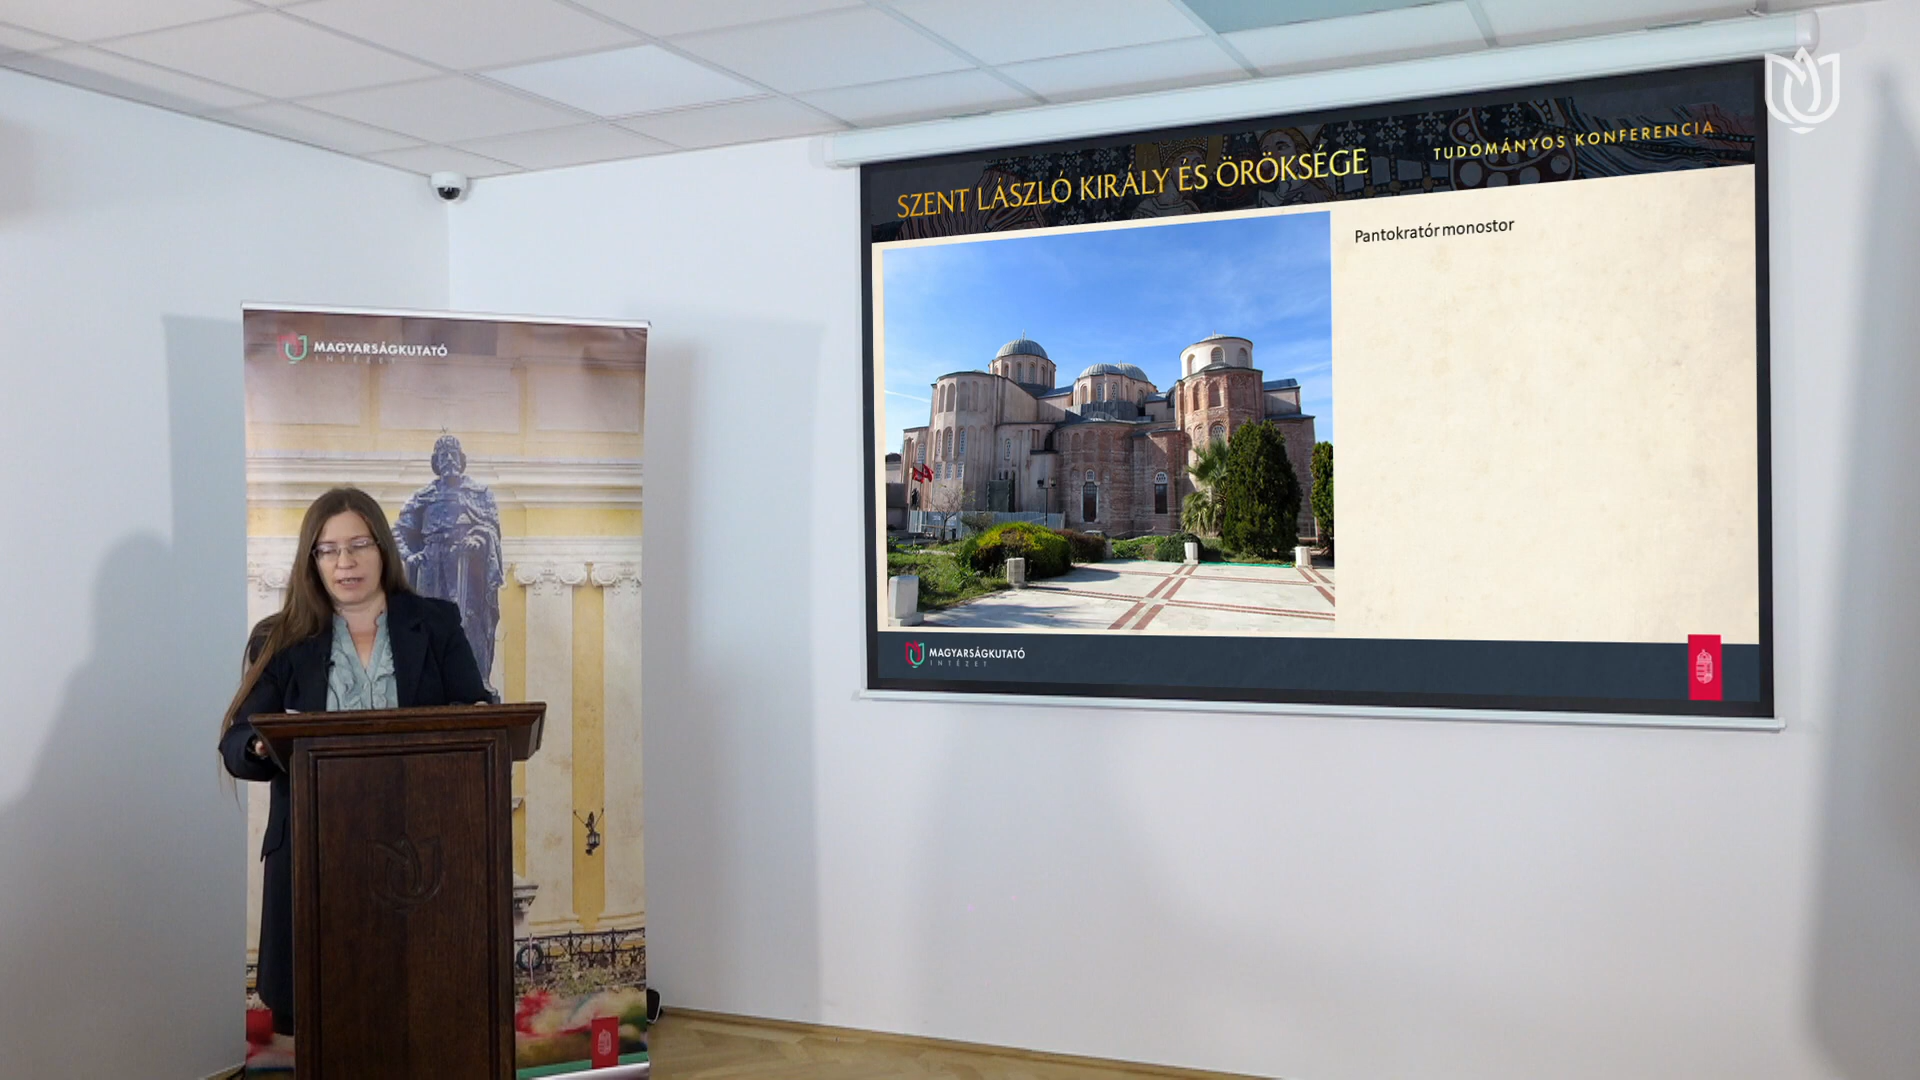 SZENT LÁSZLÓ KIRÁLY ÉS ÖRÖKSÉGE
TUDOMÁNYOS KONFERENCIA
Pantokratór monostor
MAGYARSÁGKUTATÓ
INTÉZET
MAGYARSÁGKUTATÓ
INTÉZET